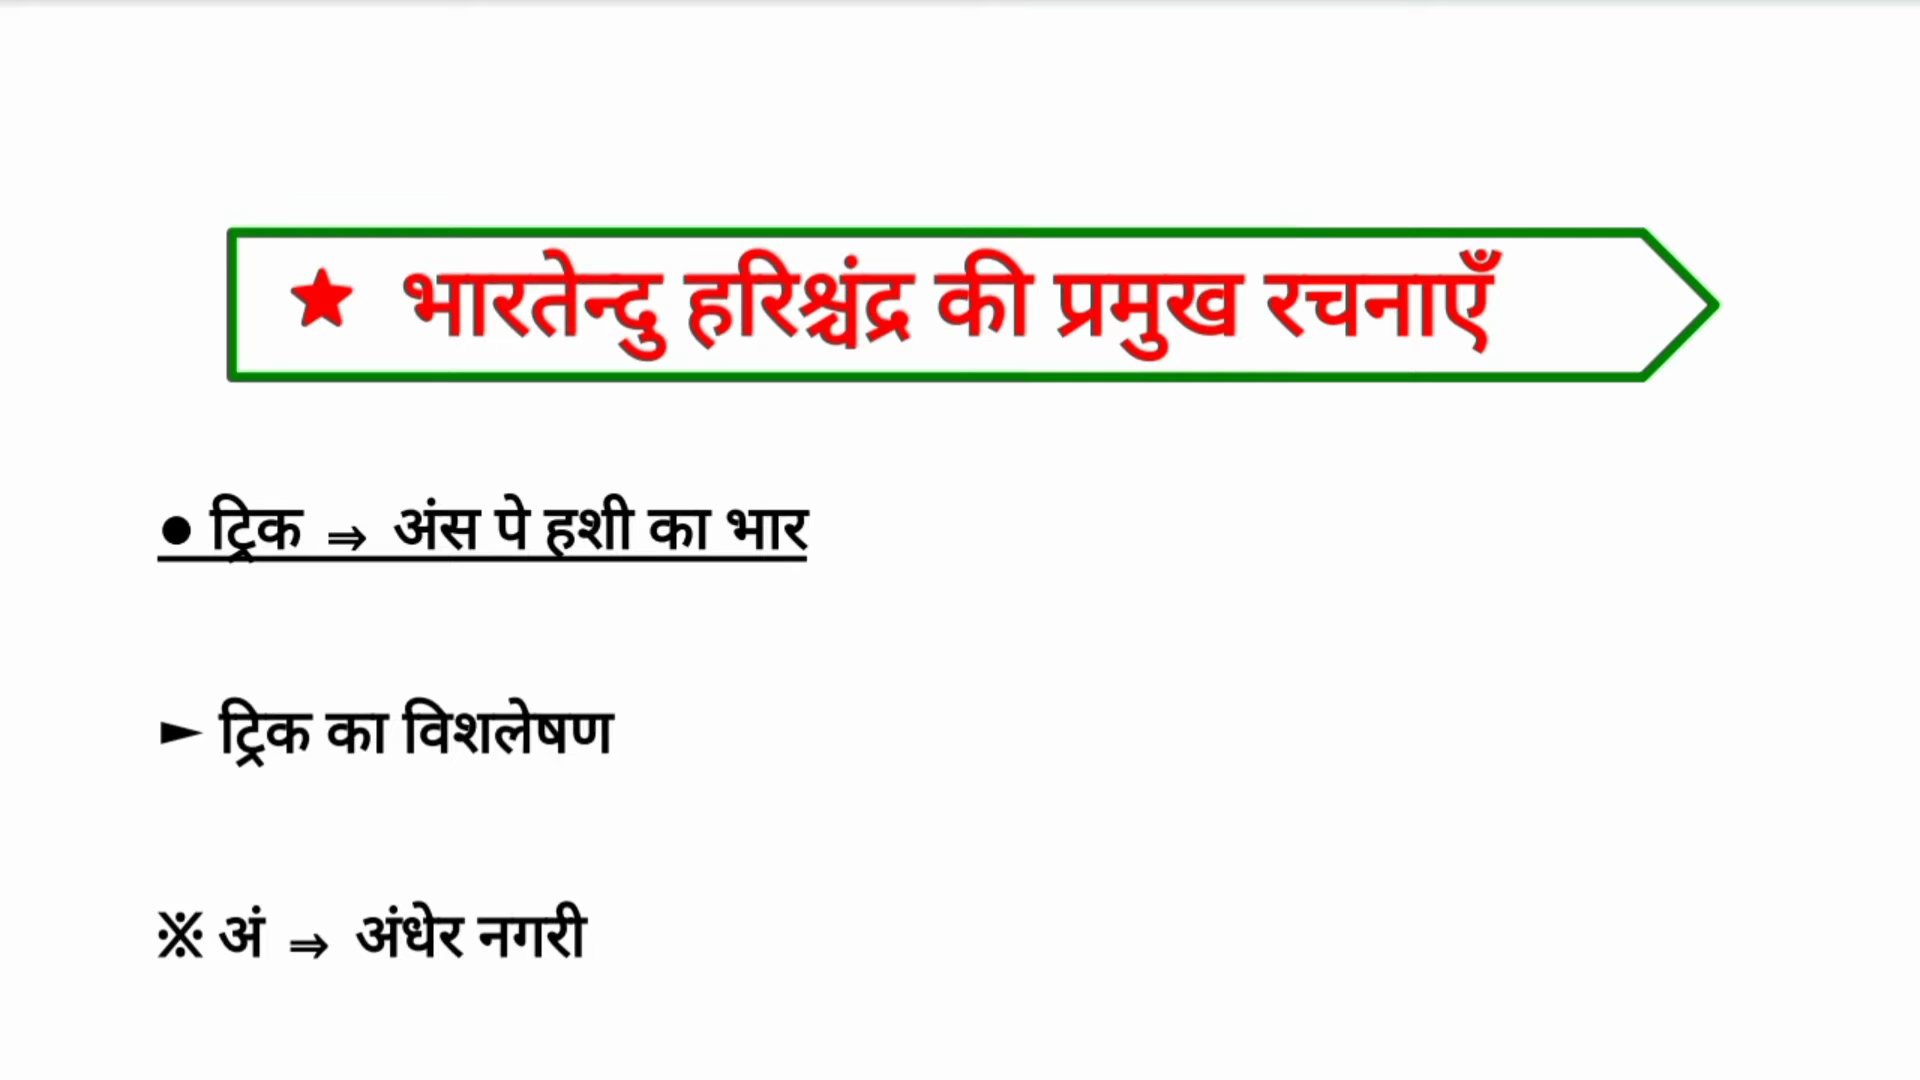 ★ भारतेन्दु हरिश्चंद्र की प्रमुख रचनाएँ
● ट्रिक ⇒ अंस पे हशी का भार
► ट्रिक का विशलेषण
※ अं ⇒ अंधेर नगरी